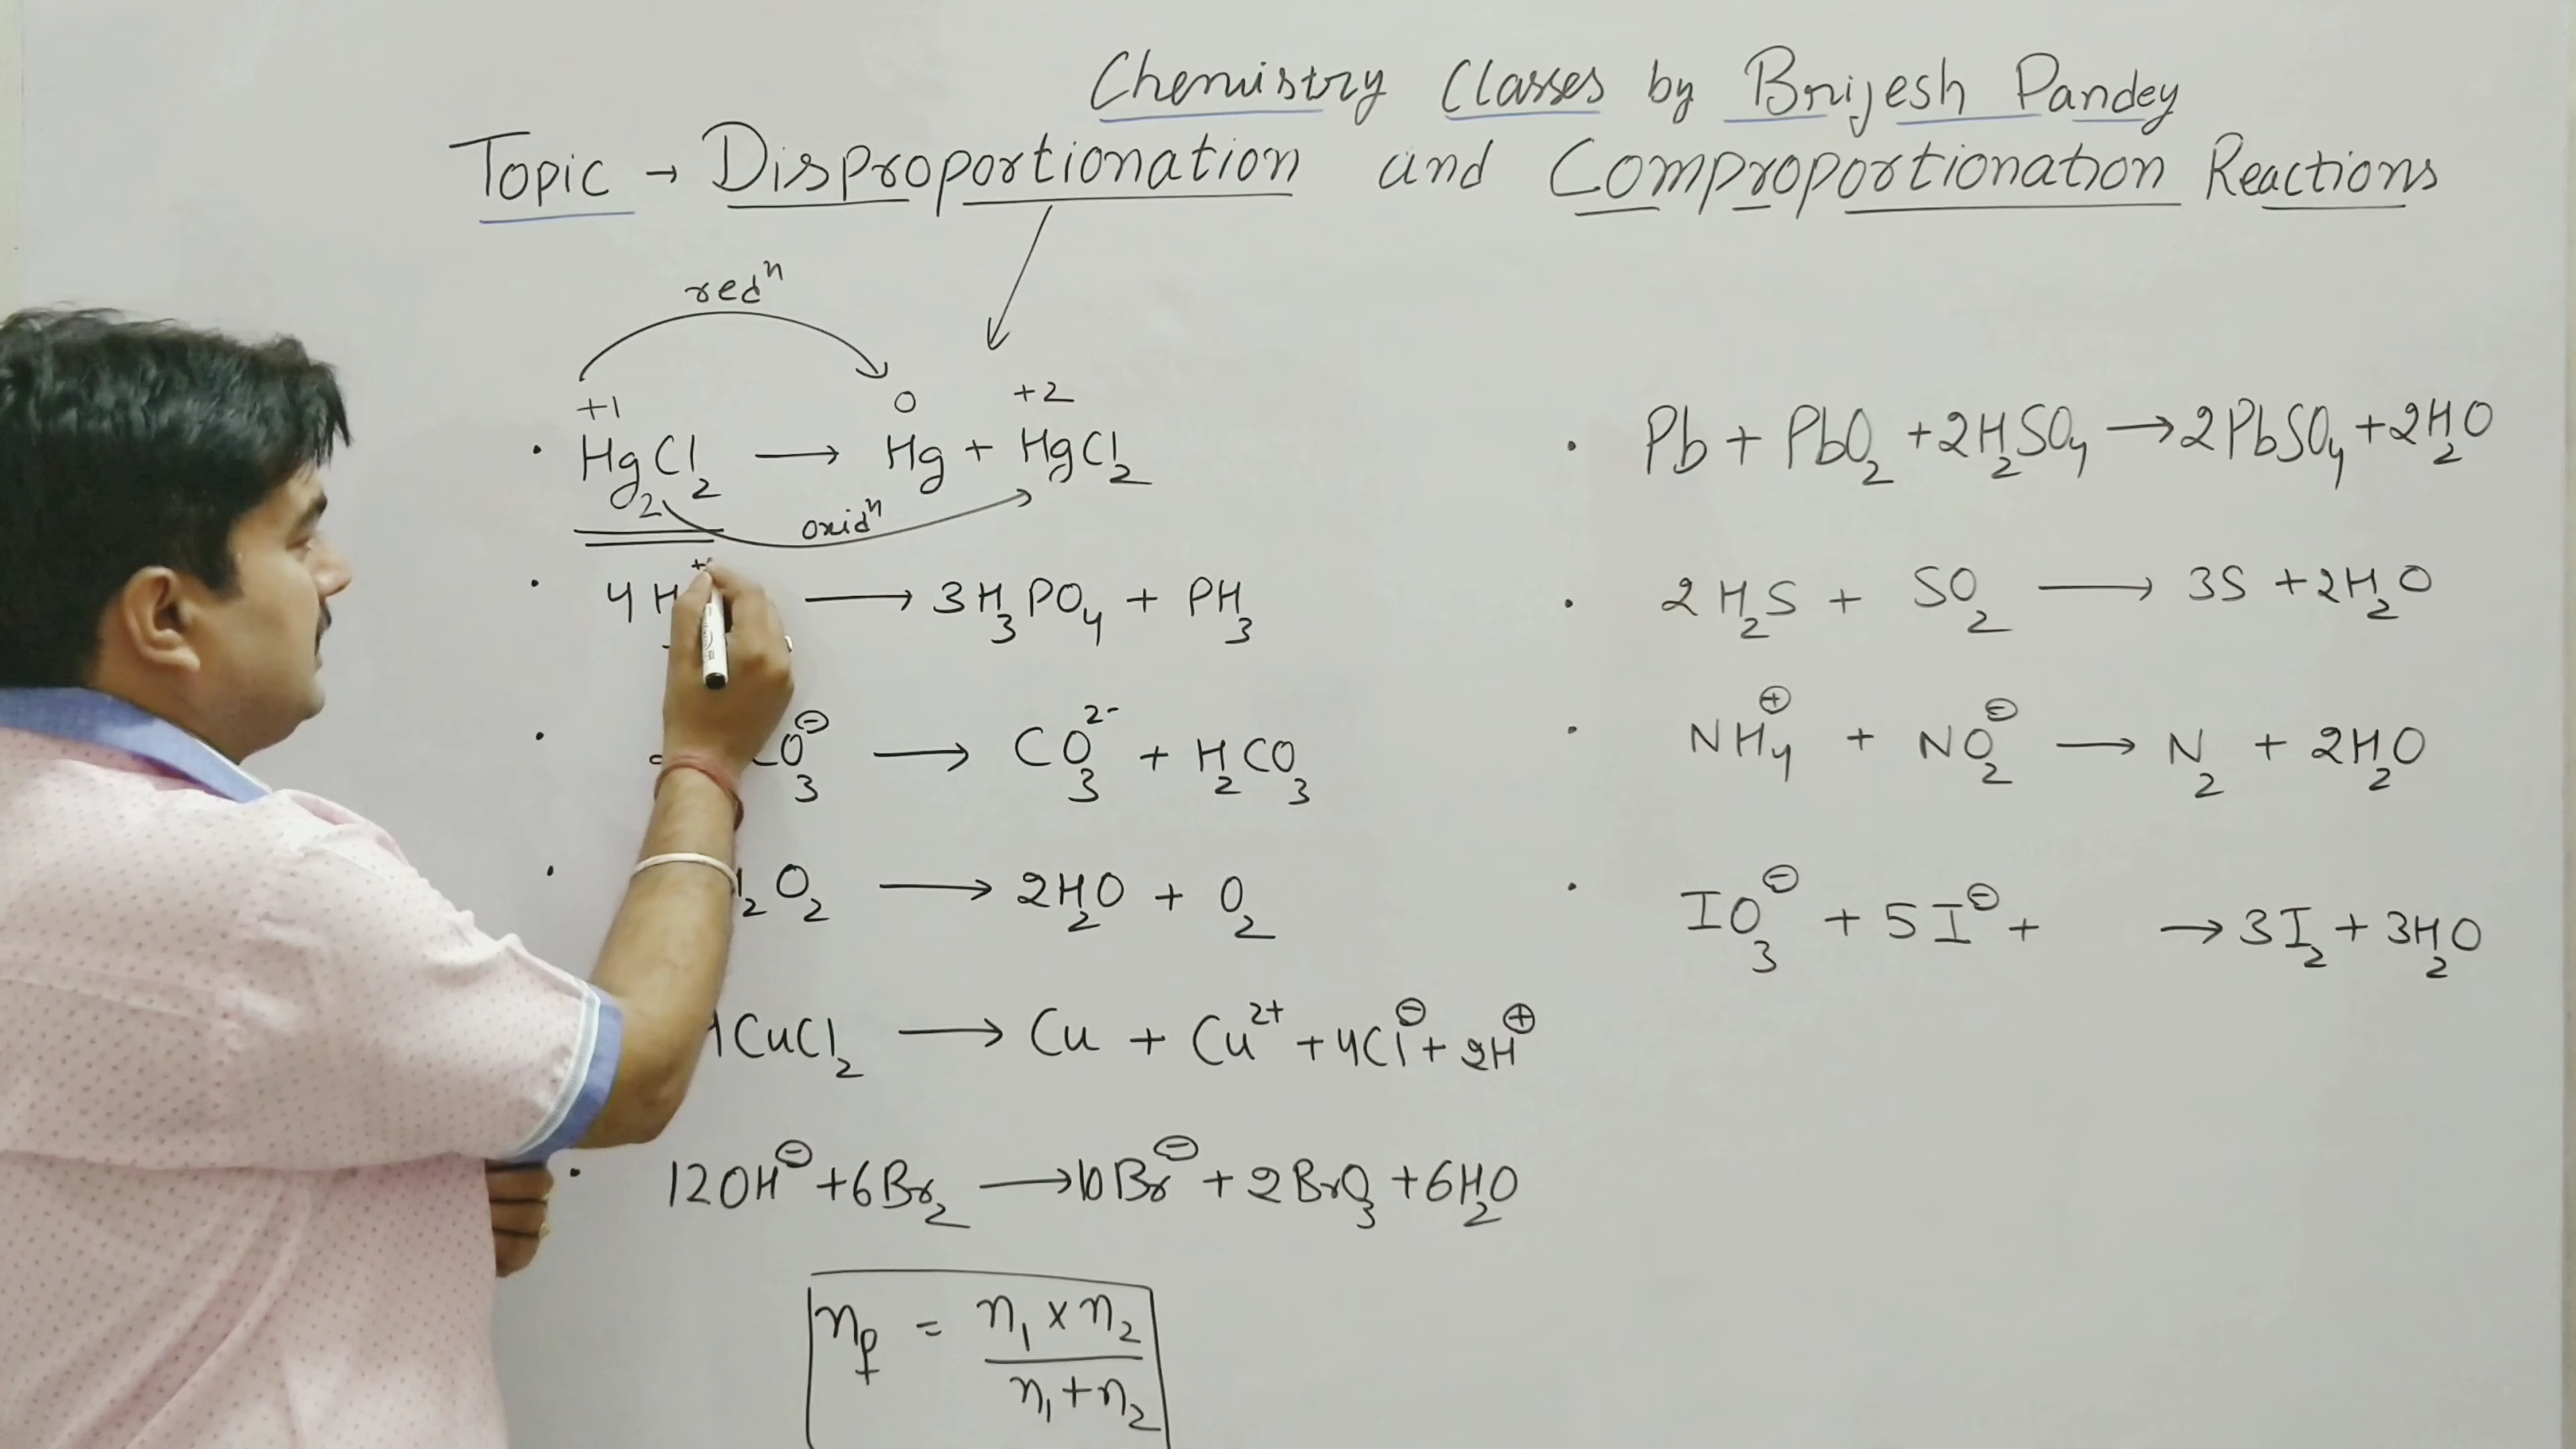 Chemistry Classes by Brijesh Pandey
Topic → Disproportionation and Comproportionation Reactions
redⁿ
+1 0 +2
· Hg₂Cl₂ ⟶ Hg + HgCl₂
oxidⁿ
+
· 4H ⟶ 3H₃PO₄ + PH₃
· CO₃⊖ ⟶ CO₃²⁻ + H₂CO₃
· ₂O₂ ⟶ 2H₂O + O₂
CuCl₂ ⟶ Cu + Cu²⁺ + 4Cl⊖ + 2H⊕
· 12OH⊖ + 6Br₂ ⟶ 10Br⊖ + 2BrO₃ + 6H₂O
n_f = n₁ × n₂
n₁ + n₂
· Pb + PbO₂ + 2H₂SO₄ → 2PbSO₄ + 2H₂O
· 2H₂S + SO₂ ⟶ 3S + 2H₂O
· NH₄⊕ + NO₂⊖ ⟶ N₂ + 2H₂O
· IO₃⊖ + 5I⊖ + → 3I₂ + 3H₂O